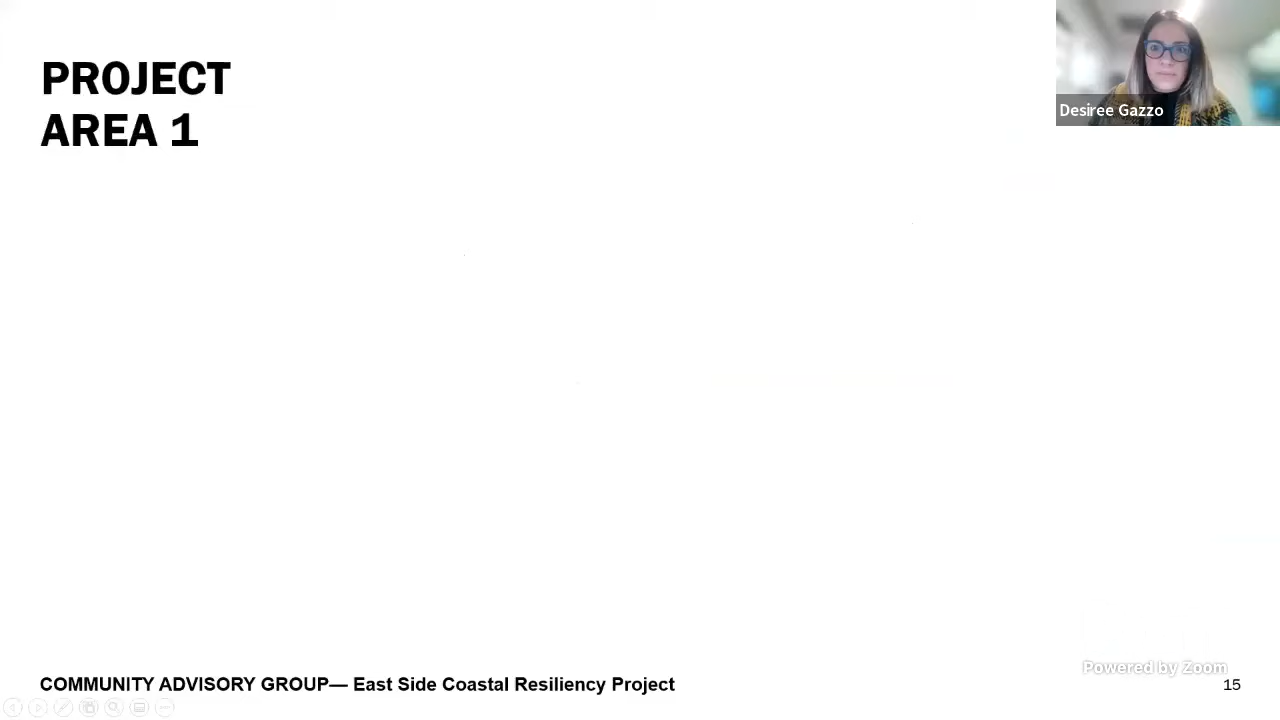 PROJECT
AREA 1
Desiree Gazzo
Powered by Zoom
COMMUNITY ADVISORY GROUP— East Side Coastal Resiliency Project
15